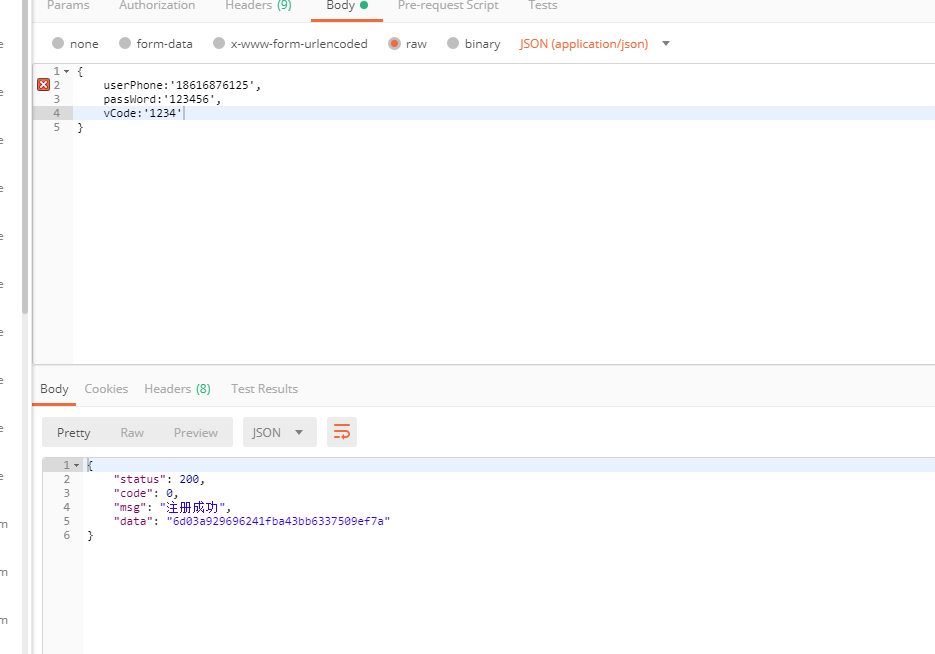 Params Authorization Headers (9) Body Pre-request Script Tests
none form-data x-www-form-urlencoded raw binary JSON (application/json)
1 {
2 userPhone:'18616876125',
3 passWord:'123456',
4 vCode:'1234'
5 }
Body Cookies Headers (8) Test Results
Pretty Raw Preview JSON
1 {
2 "status": 200,
3 "code": 0,
4 "msg": "注册成功",
5 "data": "6d03a929696241fba43bb6337509ef7a"
6 }